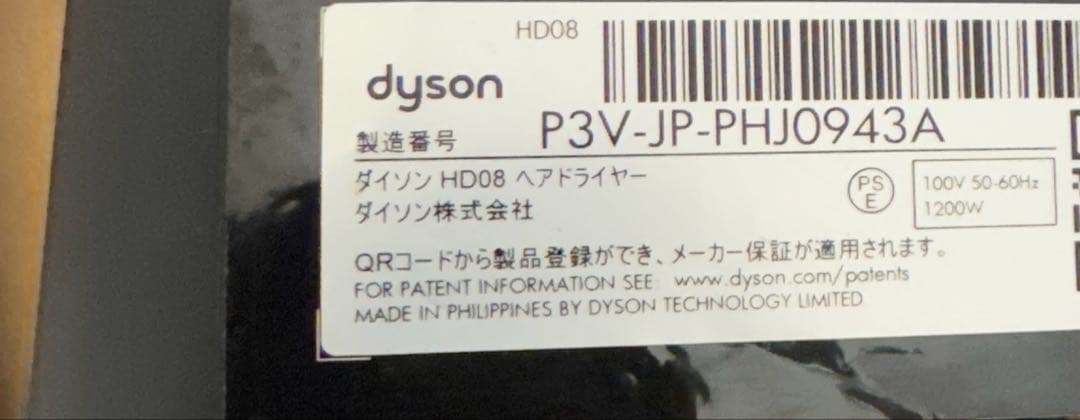 HD08
dyson
製造番号 P3V-JP-PHJ0943A
ダイソン HD08 ヘアドライヤー
ダイソン株式会社
PS
E
100V 50-60Hz
1200W
QRコードから製品登録ができ、メーカー保証が適用されます。
FOR PATENT INFORMATION SEE: www.dyson.com/patents
MADE IN PHILIPPINES BY DYSON TECHNOLOGY LIMITED